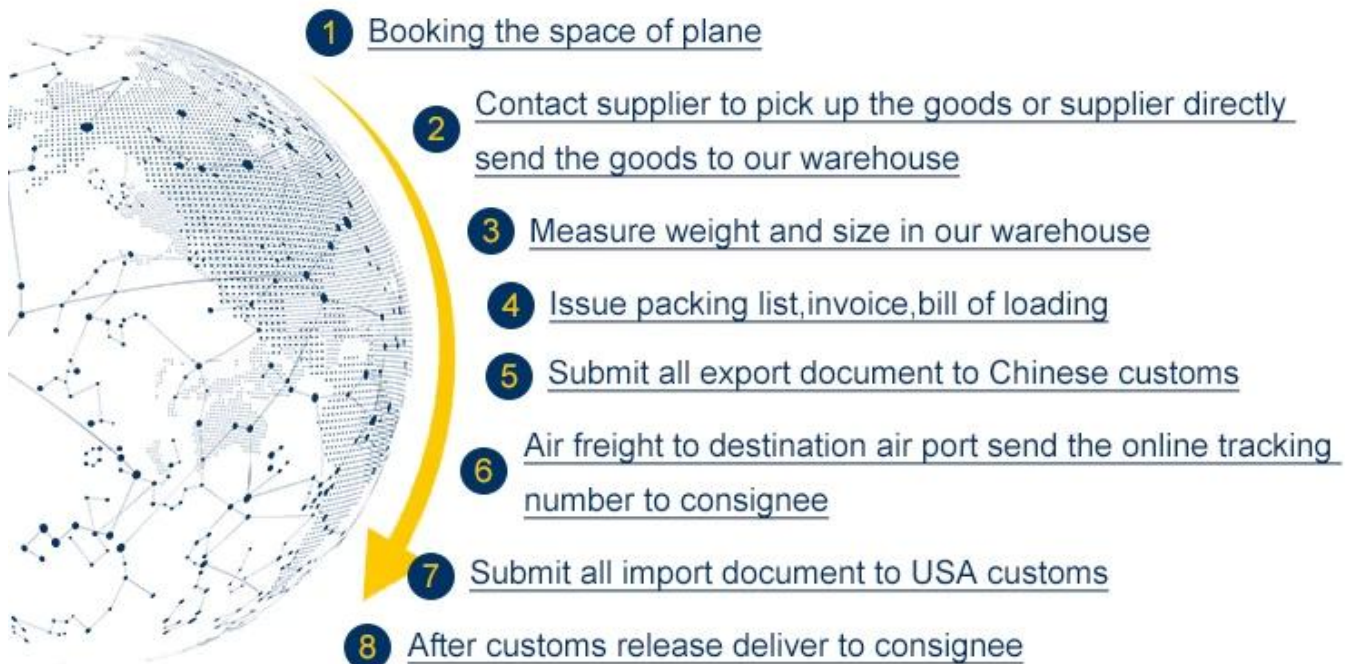 1 Booking the space of plane
2 Contact supplier to pick up the goods or supplier directly
send the goods to our warehouse
3 Measure weight and size in our warehouse
4 Issue packing list,invoice,bill of loading
5 Submit all export document to Chinese customs
6 Air freight to destination air port send the online tracking
number to consignee
7 Submit all import document to USA customs
8 After customs release deliver to consignee